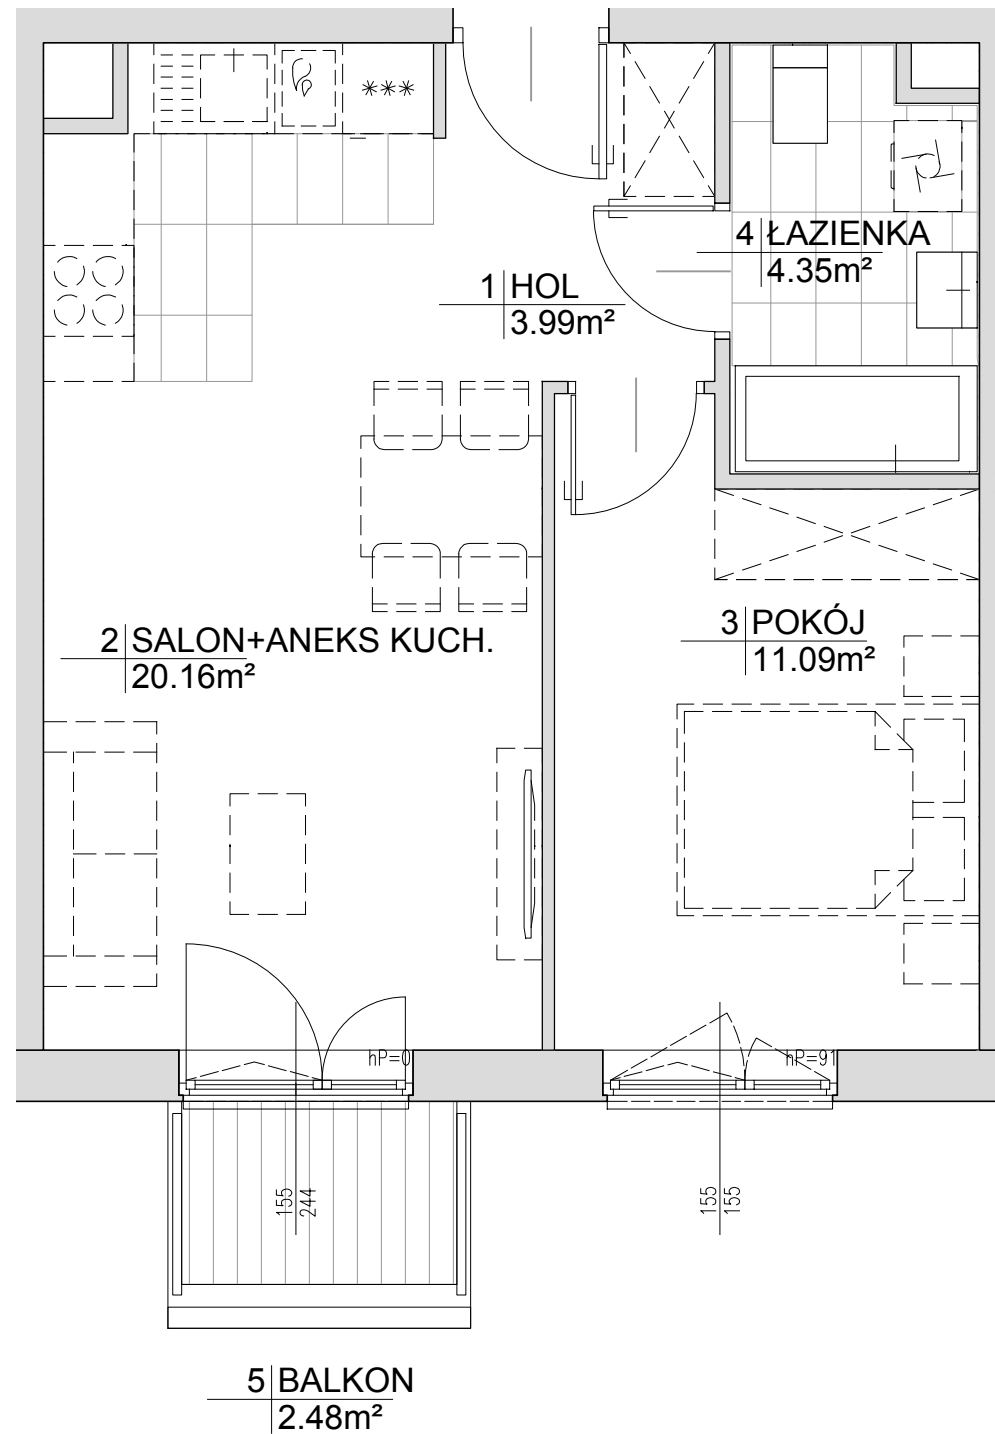 ***
4 ŁAZIENKA
4.35m²
1 HOL
3.99m²
2 SALON+ANEKS KUCH.
20.16m²
3 POKÓJ
11.09m²
hP=0
hP=91
155
244
155
155
5 BALKON
2.48m²